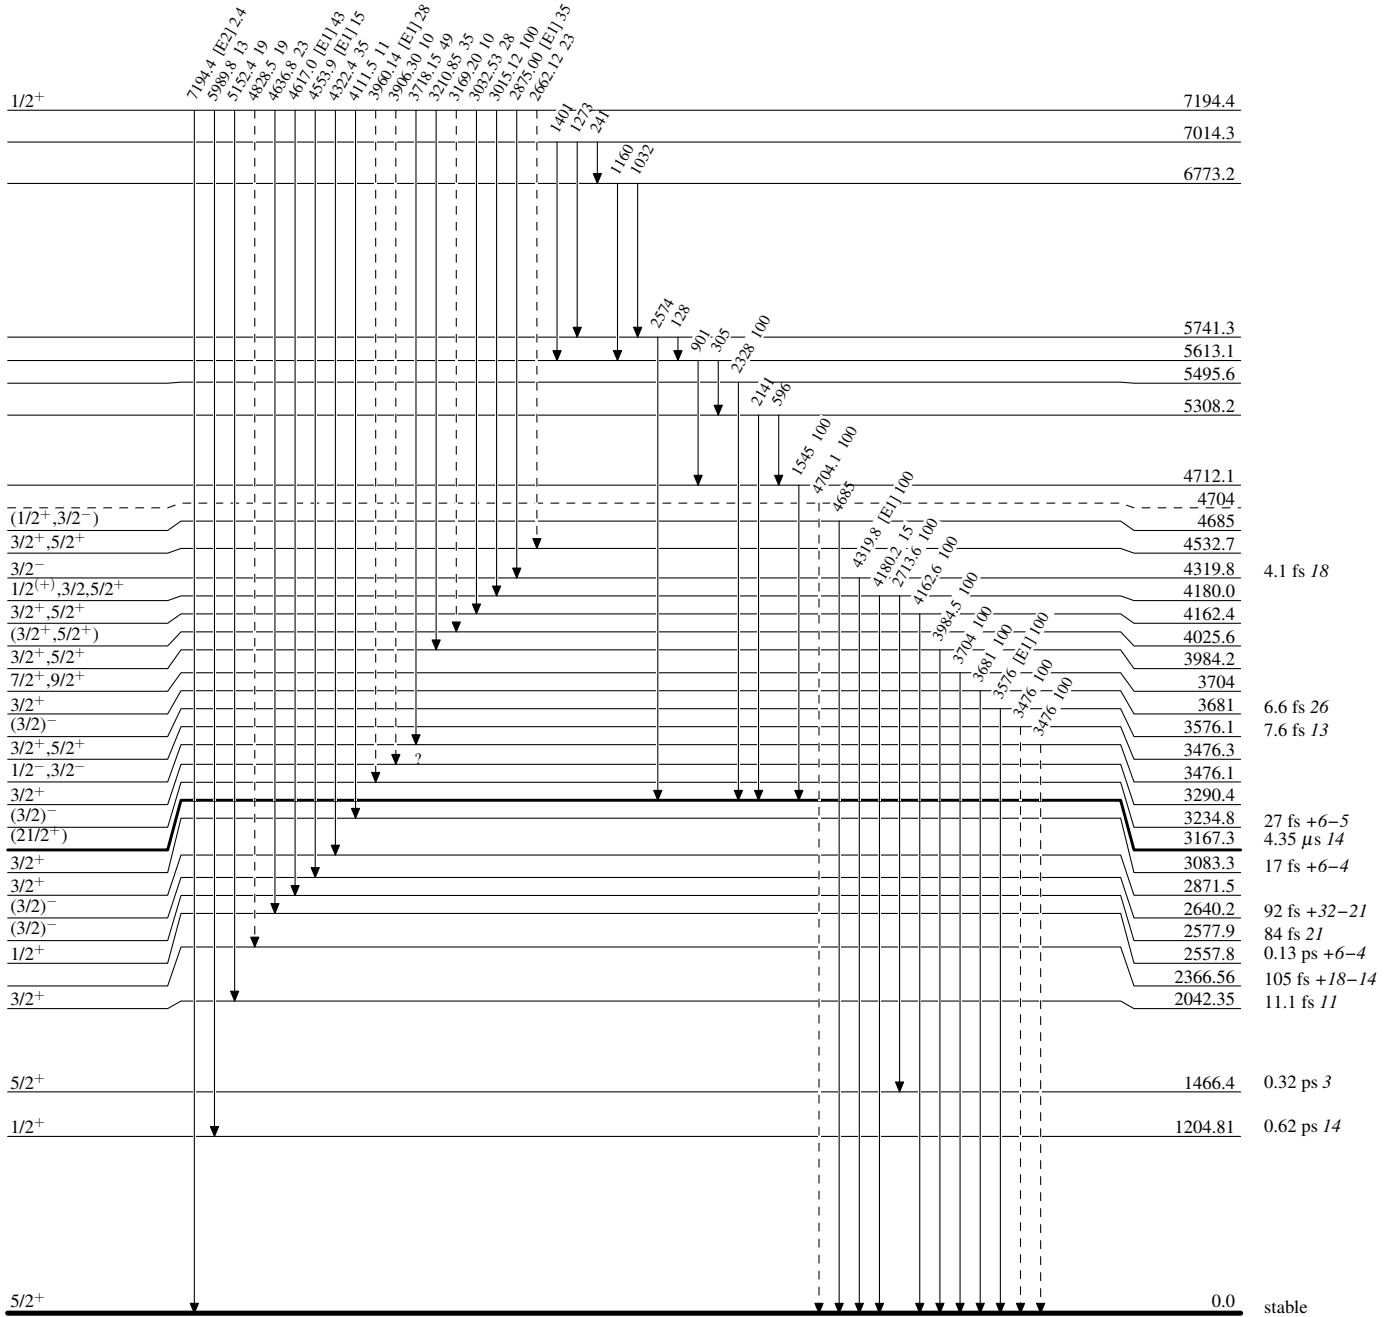 7194.4 [E2] 2.4
5989.8 13
5152.4 19
4828.5 19
4636.8 23
4617.0 [E1] 43
4553.9 [E1] 15
4322.4 35
4111.5 11
3960.14 [E1] 28
3906.30 10
3718.15 49
3210.85 35
3169.20 10
3032.53 28
3015.12 100
2875.00 [E1] 35
2662.12 23
1/2+ 7194.4
1401
1273
241
7014.3
1160
1032
6773.2
2574
128
5741.3
901
305
5613.1
2328 100
5495.6
2141
596
5308.2
1545 100
4712.1
4704.1 100
4704
4685
(1/2+,3/2−) 4685
3/2+,5/2+ 4532.7
4319.8 [E1] 100
3/2− 4319.8 4.1 fs 18
4180.2 15
2713.6 100
1/2(+),3/2,5/2+ 4180.0
4162.6 100
3/2+,5/2+ 4162.4
(3/2+,5/2+) 4025.6
3984.5 100
3/2+,5/2+ 3984.2
3704 100
7/2+,9/2+ 3704
3681 100
3/2+ 3681 6.6 fs 26
3576 [E1] 100
(3/2)− 3576.1 7.6 fs 13
3476 100
3476 100
3/2+,5/2+ 3476.3
?
1/2−,3/2− 3476.1
3/2+ 3290.4
(3/2)− 3234.8 27 fs +6−5
(21/2+) 3167.3 4.35 μs 14
3/2+ 3083.3 17 fs +6−4
3/2+ 2871.5
(3/2)− 2640.2 92 fs +32−21
(3/2)− 2577.9 84 fs 21
1/2+ 2557.8 0.13 ps +6−4
2366.56 105 fs +18−14
3/2+ 2042.35 11.1 fs 11
5/2+ 1466.4 0.32 ps 3
1/2+ 1204.81 0.62 ps 14
5/2+ 0.0 stable